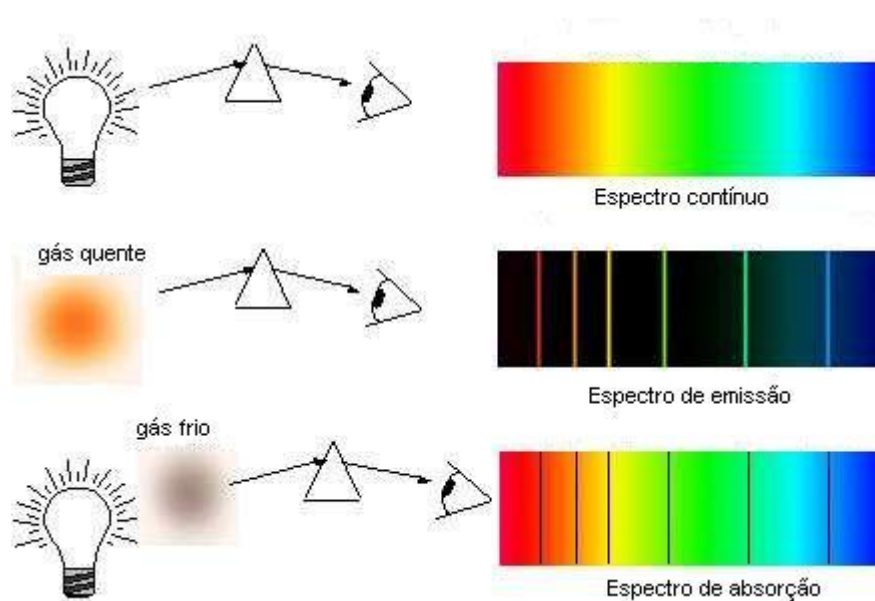 Espectro contínuo
gás quente
Espectro de emissão
gás frio
Espectro de absorção